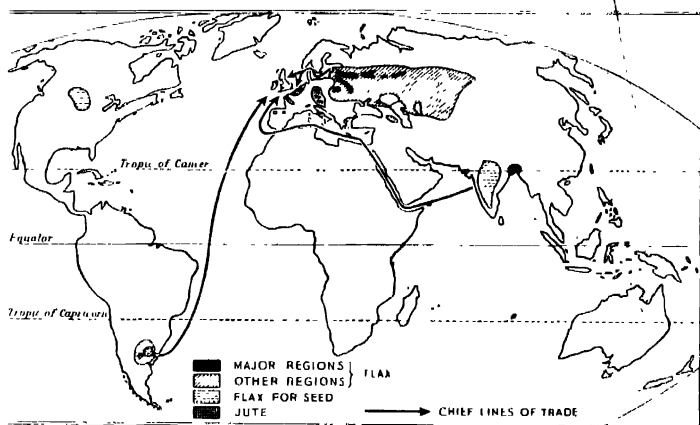 Tropic of Cancer
Equator
Tropic of Capricorn
MAJOR REGIONS
OTHER REGIONS
FLAX
FLAX FOR SEED
JUTE
CHIEF LINES OF TRADE